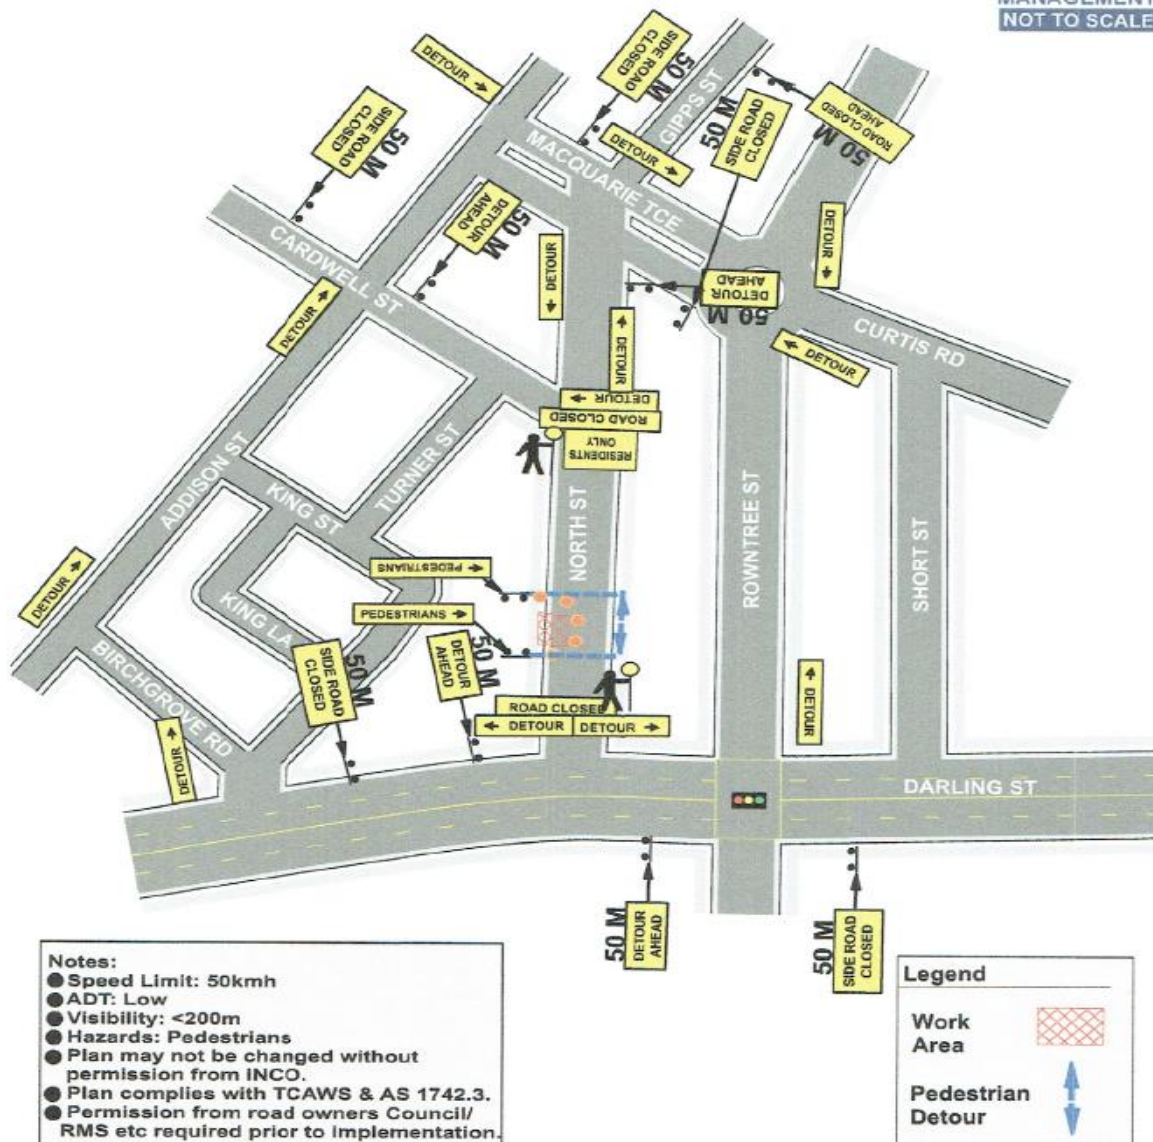 MANAGEMENT
NOT TO SCALE
DETOUR
SIDE ROAD
CLOSED
50 M
GIPPS ST
50 M
SIDE ROAD
CLOSED
ROAD CLOSED
AHEAD
50 M
SIDE ROAD
CLOSED
50 M
MACQUARIE TCE
DETOUR
DETOUR
AHEAD
50 M
CARDWELL ST
DETOUR
DETOUR
DETOUR
AHEAD
50 M
DETOUR
DETOUR
CURTIS RD
DETOUR
DETOUR
DETOUR
ROAD CLOSED
RESIDENTS
ONLY
ADDISON ST
TURNER ST
KING ST
NORTH ST
ROWNTREE ST
SHORT ST
PEDESTRIANS
PEDESTRIANS
DETOUR
KING LA
BIRCHGROVE RD
SIDE ROAD
CLOSED
50 M
DETOUR
AHEAD
50 M
ROAD CLOSED
DETOUR
DETOUR
DETOUR
DETOUR
DARLING ST
50 M
DETOUR
AHEAD
50 M
SIDE ROAD
CLOSED
Notes:
Speed Limit: 50kmh
ADT: Low
Visibility: <200m
Hazards: Pedestrians
Plan may not be changed without
permission from INCO.
Plan complies with TCAWS & AS 1742.3.
Permission from road owners Council/
RMS etc required prior to implementation.
Legend
Work
Area
Pedestrian
Detour